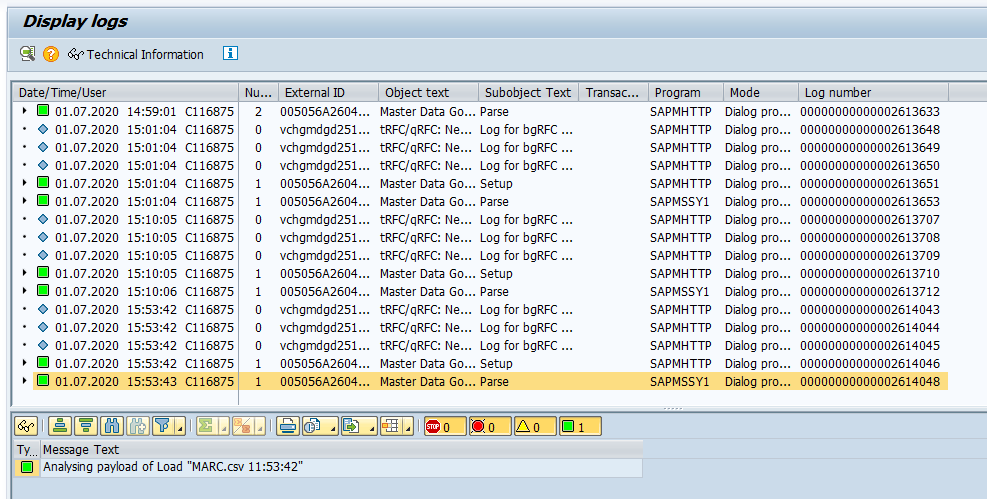 Display logs
Technical Information
Date/Time/User Nu... External ID Object text Subobject Text Transac... Program Mode Log number
01.07.2020 14:59:01 C116875 2 005056A2604... Master Data Go... Parse SAPMHTTP Dialog pro... 00000000000002613633
01.07.2020 15:01:04 C116875 0 vchgmdgd251... tRFC/qRFC: Ne... Log for bgRFC ... SAPMHTTP Dialog pro... 00000000000002613648
01.07.2020 15:01:04 C116875 0 vchgmdgd251... tRFC/qRFC: Ne... Log for bgRFC ... SAPMHTTP Dialog pro... 00000000000002613649
01.07.2020 15:01:04 C116875 0 vchgmdgd251... tRFC/qRFC: Ne... Log for bgRFC ... SAPMHTTP Dialog pro... 00000000000002613650
01.07.2020 15:01:04 C116875 1 005056A2604... Master Data Go... Setup SAPMHTTP Dialog pro... 00000000000002613651
01.07.2020 15:01:04 C116875 1 005056A2604... Master Data Go... Parse SAPMSSY1 Dialog pro... 00000000000002613653
01.07.2020 15:10:05 C116875 0 vchgmdgd251... tRFC/qRFC: Ne... Log for bgRFC ... SAPMHTTP Dialog pro... 00000000000002613707
01.07.2020 15:10:05 C116875 0 vchgmdgd251... tRFC/qRFC: Ne... Log for bgRFC ... SAPMHTTP Dialog pro... 00000000000002613708
01.07.2020 15:10:05 C116875 0 vchgmdgd251... tRFC/qRFC: Ne... Log for bgRFC ... SAPMHTTP Dialog pro... 00000000000002613709
01.07.2020 15:10:05 C116875 1 005056A2604... Master Data Go... Setup SAPMHTTP Dialog pro... 00000000000002613710
01.07.2020 15:10:06 C116875 1 005056A2604... Master Data Go... Parse SAPMSSY1 Dialog pro... 00000000000002613712
01.07.2020 15:53:42 C116875 0 vchgmdgd251... tRFC/qRFC: Ne... Log for bgRFC ... SAPMHTTP Dialog pro... 00000000000002614043
01.07.2020 15:53:42 C116875 0 vchgmdgd251... tRFC/qRFC: Ne... Log for bgRFC ... SAPMHTTP Dialog pro... 00000000000002614044
01.07.2020 15:53:42 C116875 0 vchgmdgd251... tRFC/qRFC: Ne... Log for bgRFC ... SAPMHTTP Dialog pro... 00000000000002614045
01.07.2020 15:53:42 C116875 1 005056A2604... Master Data Go... Setup SAPMHTTP Dialog pro... 00000000000002614046
01.07.2020 15:53:43 C116875 1 005056A2604... Master Data Go... Parse SAPMSSY1 Dialog pro... 00000000000002614048
STOP 0 0 0 1
Ty... Message Text
Analysing payload of Load "MARC.csv 11:53:42"